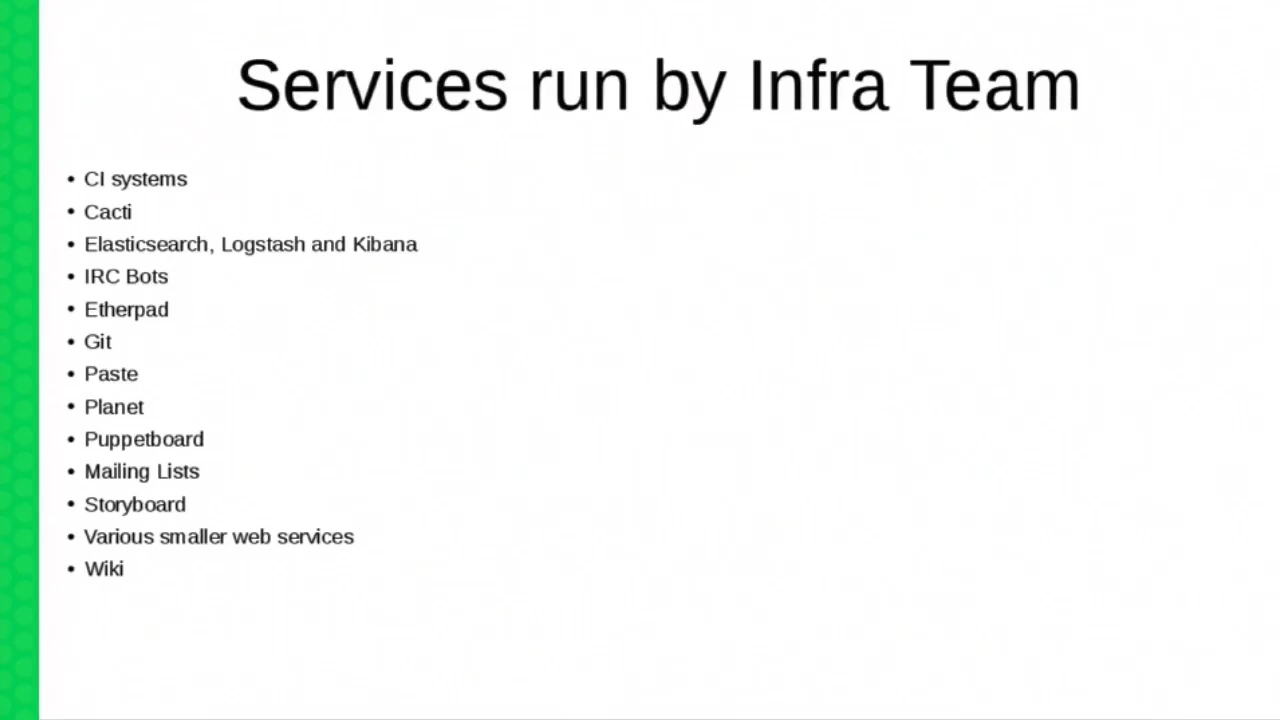 Services run by Infra Team
• CI systems
• Cacti
• Elasticsearch, Logstash and Kibana
• IRC Bots
• Etherpad
• Git
• Paste
• Planet
• Puppetboard
• Mailing Lists
• Storyboard
• Various smaller web services
• Wiki